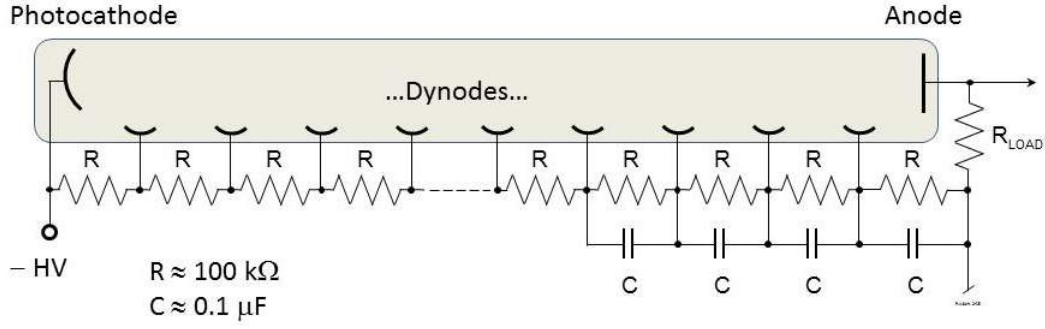 Photocathode Anode
...Dynodes...
R R R R R R R R R
R_LOAD
– HV
R ≈ 100 kΩ
C ≈ 0.1 μF
C C C C